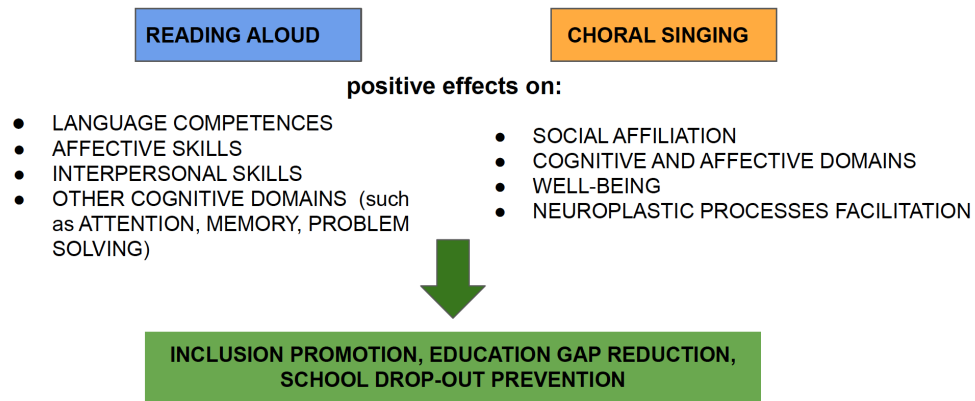 READING ALOUD
CHORAL SINGING
positive effects on:
● LANGUAGE COMPETENCES
● AFFECTIVE SKILLS
● INTERPERSONAL SKILLS
● OTHER COGNITIVE DOMAINS (such
as ATTENTION, MEMORY, PROBLEM
SOLVING)
● SOCIAL AFFILIATION
● COGNITIVE AND AFFECTIVE DOMAINS
● WELL-BEING
● NEUROPLASTIC PROCESSES FACILITATION
INCLUSION PROMOTION, EDUCATION GAP REDUCTION,
SCHOOL DROP-OUT PREVENTION